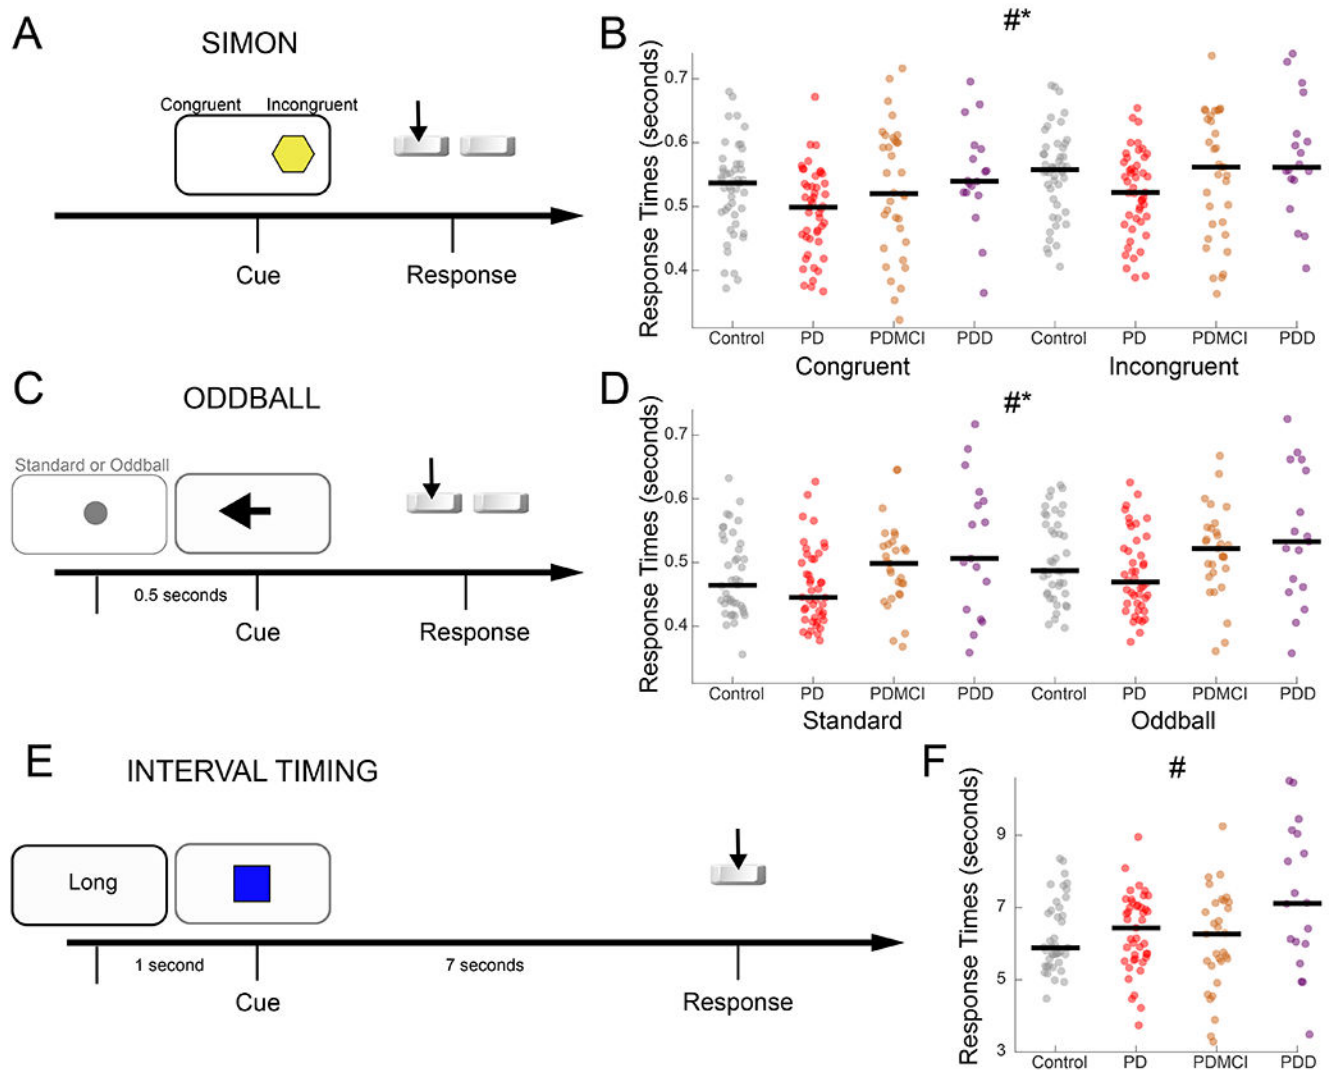 A
SIMON
Congruent Incongruent
Cue Response
B
#*
Response Times (seconds)
0.7
0.6
0.5
0.4
Control PD PDMCI PDD Control PD PDMCI PDD
Congruent Incongruent
C
ODDBALL
Standard or Oddball
0.5 seconds
Cue Response
D
#*
Response Times (seconds)
0.7
0.6
0.5
0.4
Control PD PDMCI PDD Control PD PDMCI PDD
Standard Oddball
E
INTERVAL TIMING
Long
1 second 7 seconds
Cue Response
F
#
Response Times (seconds)
9
7
5
3
Control PD PDMCI PDD